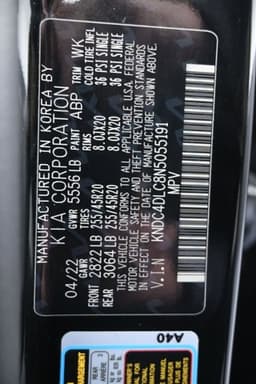 MANUFACTURED IN KOREA BY
KIA CORPORATION
04/22 GVWR 5556 LB PAINT ABP TRIM WK
GAWR TIRES RIMS COLD TIRE INFL.
FRONT 2822 LB 255/45R20 8.0JX20 36 PSI SINGLE
REAR 3064 LB 255/45R20 8.0JX20 36 PSI SINGLE
THIS VEHICLE CONFORMS TO ALL APPLICABLE U.S.A. FEDERAL
MOTOR VEHICLE SAFETY AND THEFT PREVENTION STANDARDS
IN EFFECT ON THE DATE OF MANUFACTURE SHOWN ABOVE.
V.I.N KNDC4DLC8N5055191
MPV
A40
ARRIÈRE
REAR